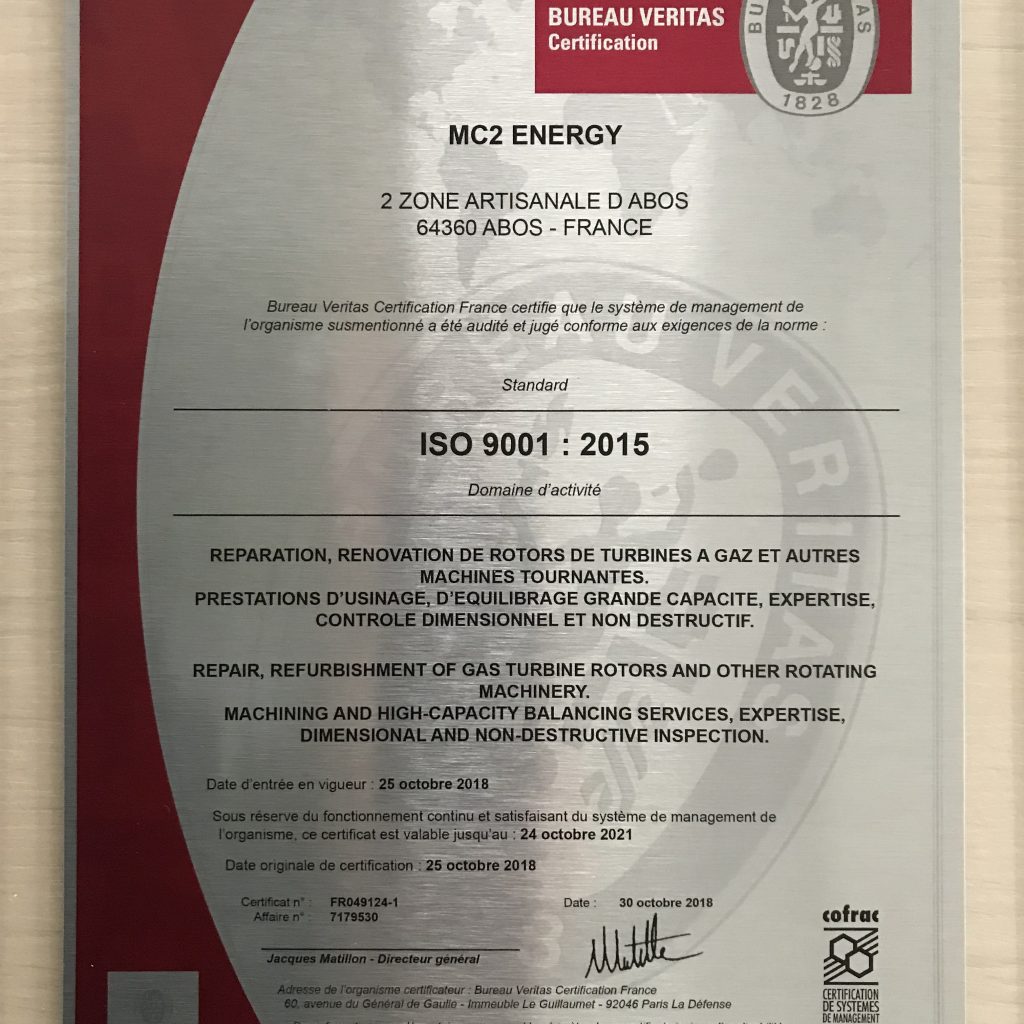 BUREAU VERITAS
Certification
1828
MC2 ENERGY
2 ZONE ARTISANALE D ABOS
64360 ABOS - FRANCE
Bureau Veritas Certification France certifie que le système de management de
l'organisme susmentionné a été audité et jugé conforme aux exigences de la norme :
Standard
ISO 9001 : 2015
Domaine d'activité
REPARATION, RENOVATION DE ROTORS DE TURBINES A GAZ ET AUTRES
MACHINES TOURNANTES.
PRESTATIONS D'USINAGE, D'EQUILIBRAGE GRANDE CAPACITE, EXPERTISE,
CONTROLE DIMENSIONNEL ET NON DESTRUCTIF.
REPAIR, REFURBISHMENT OF GAS TURBINE ROTORS AND OTHER ROTATING
MACHINERY.
MACHINING AND HIGH-CAPACITY BALANCING SERVICES, EXPERTISE,
DIMENSIONAL AND NON-DESTRUCTIVE INSPECTION.
Date d'entrée en vigueur : 25 octobre 2018
Sous réserve du fonctionnement continu et satisfaisant du système de management de
l'organisme, ce certificat est valable jusqu'au : 24 octobre 2021
Date originale de certification : 25 octobre 2018
Certificat n° : FR049124-1 Date : 30 octobre 2018
Affaire n° : 7179530
Jacques Matillon - Directeur général
cofrac
CERTIFICATION
DE SYSTEMES
DE MANAGEMENT
Adresse de l'organisme certificateur : Bureau Veritas Certification France
60, avenue du Général de Gaulle - Immeuble Le Guillaumet - 92046 Paris La Défense